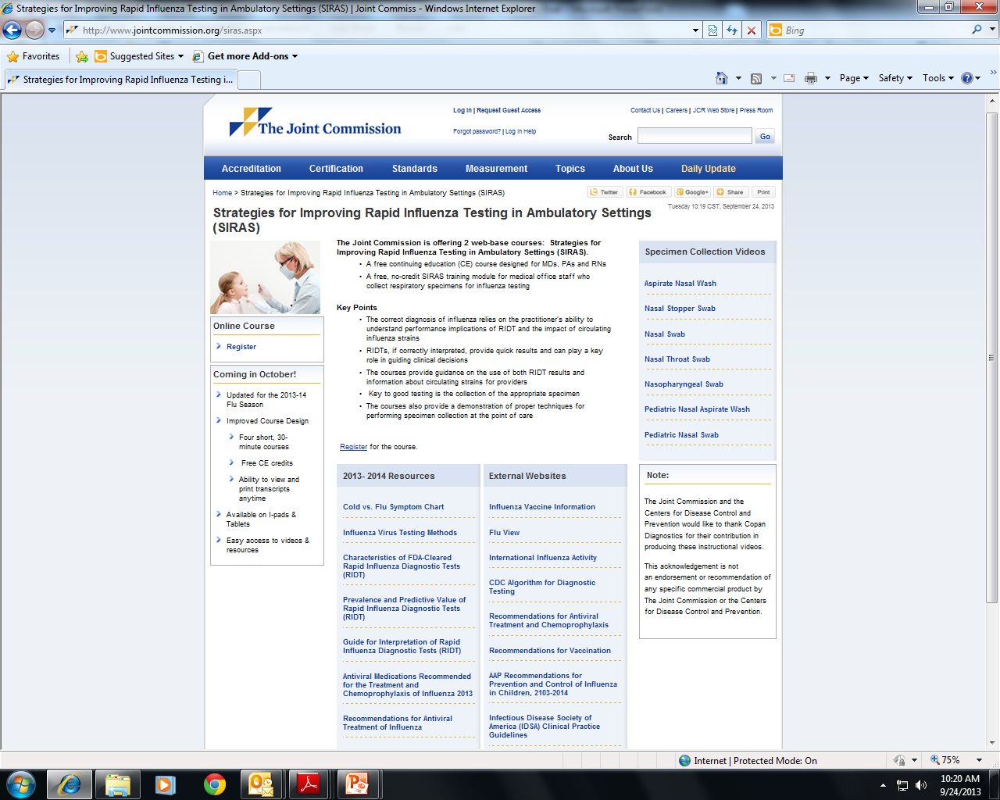 Strategies for Improving Rapid Influenza Testing in Ambulatory Settings (SIRAS) | Joint Commiss - Windows Internet Explorer
http://www.jointcommission.org/siras.aspx
Bing
Favorites
Suggested Sites
Get more Add-ons
Strategies for Improving Rapid Influenza Testing i...
Page
Safety
Tools
The Joint Commission
Log In | Request Guest Access
Forgot password? | Log In Help
Contact Us | Careers | JCR Web Store | Press Room
Search
Go
Accreditation
Certification
Standards
Measurement
Topics
About Us
Daily Update
Home > Strategies for Improving Rapid Influenza Testing in Ambulatory Settings (SIRAS)
Twitter
Facebook
Google+
Share
Print
Tuesday 10:19 CST, September 24, 2013
Strategies for Improving Rapid Influenza Testing in Ambulatory Settings
(SIRAS)
Online Course
Register
Coming in October!
Updated for the 2013-14
Flu Season
Improved Course Design
Four short, 30-
minute courses
Free CE credits
Ability to view and
print transcripts
anytime
Available on I-pads &
Tablets
Easy access to videos &
resources
The Joint Commission is offering 2 web-base courses: Strategies for
Improving Rapid Influenza Testing in Ambulatory Settings (SIRAS).
• A free continuing education (CE) course designed for MDs, PAs and RNs
• A free, no-credit SIRAS training module for medical office staff who
collect respiratory specimens for influenza testing
Key Points
• The correct diagnosis of influenza relies on the practitioner's ability to
understand performance implications of RIDT and the impact of circulating
influenza strains
• RIDTs, if correctly interpreted, provide quick results and can play a key
role in guiding clinical decisions
• The courses provide guidance on the use of both RIDT results and
information about circulating strains for providers
• Key to good testing is the collection of the appropriate specimen
• The courses also provide a demonstration of proper techniques for
performing specimen collection at the point of care
Register for the course.
2013- 2014 Resources
Cold vs. Flu Symptom Chart
Influenza Virus Testing Methods
Characteristics of FDA-Cleared
Rapid Influenza Diagnostic Tests
(RIDT)
Prevalence and Predictive Value of
Rapid Influenza Diagnostic Tests
(RIDT)
Guide for Interpretation of Rapid
Influenza Diagnostic Tests (RIDT)
Antiviral Medications Recommended
for the Treatment and
Chemoprophylaxis of Influenza 2013
Recommendations for Antiviral
Treatment of Influenza
External Websites
Influenza Vaccine Information
Flu View
International Influenza Activity
CDC Algorithm for Diagnostic
Testing
Recommendations for Antiviral
Treatment and Chemoprophylaxis
Recommendations for Vaccination
AAP Recommendations for
Prevention and Control of Influenza
in Children, 2103-2014
Infectious Disease Society of
America (IDSA) Clinical Practice
Guidelines
Specimen Collection Videos
Aspirate Nasal Wash
Nasal Stopper Swab
Nasal Swab
Nasal Throat Swab
Nasopharyngeal Swab
Pediatric Nasal Aspirate Wash
Pediatric Nasal Swab
Note:
The Joint Commission and the
Centers for Disease Control and
Prevention would like to thank Copan
Diagnostics for their contribution in
producing these instructional videos.
This acknowledgement is not
an endorsement or recommendation of
any specific commercial product by
The Joint Commission or the Centers
for Disease Control and Prevention.
Internet | Protected Mode: On
75%
10:20 AM
9/24/2013